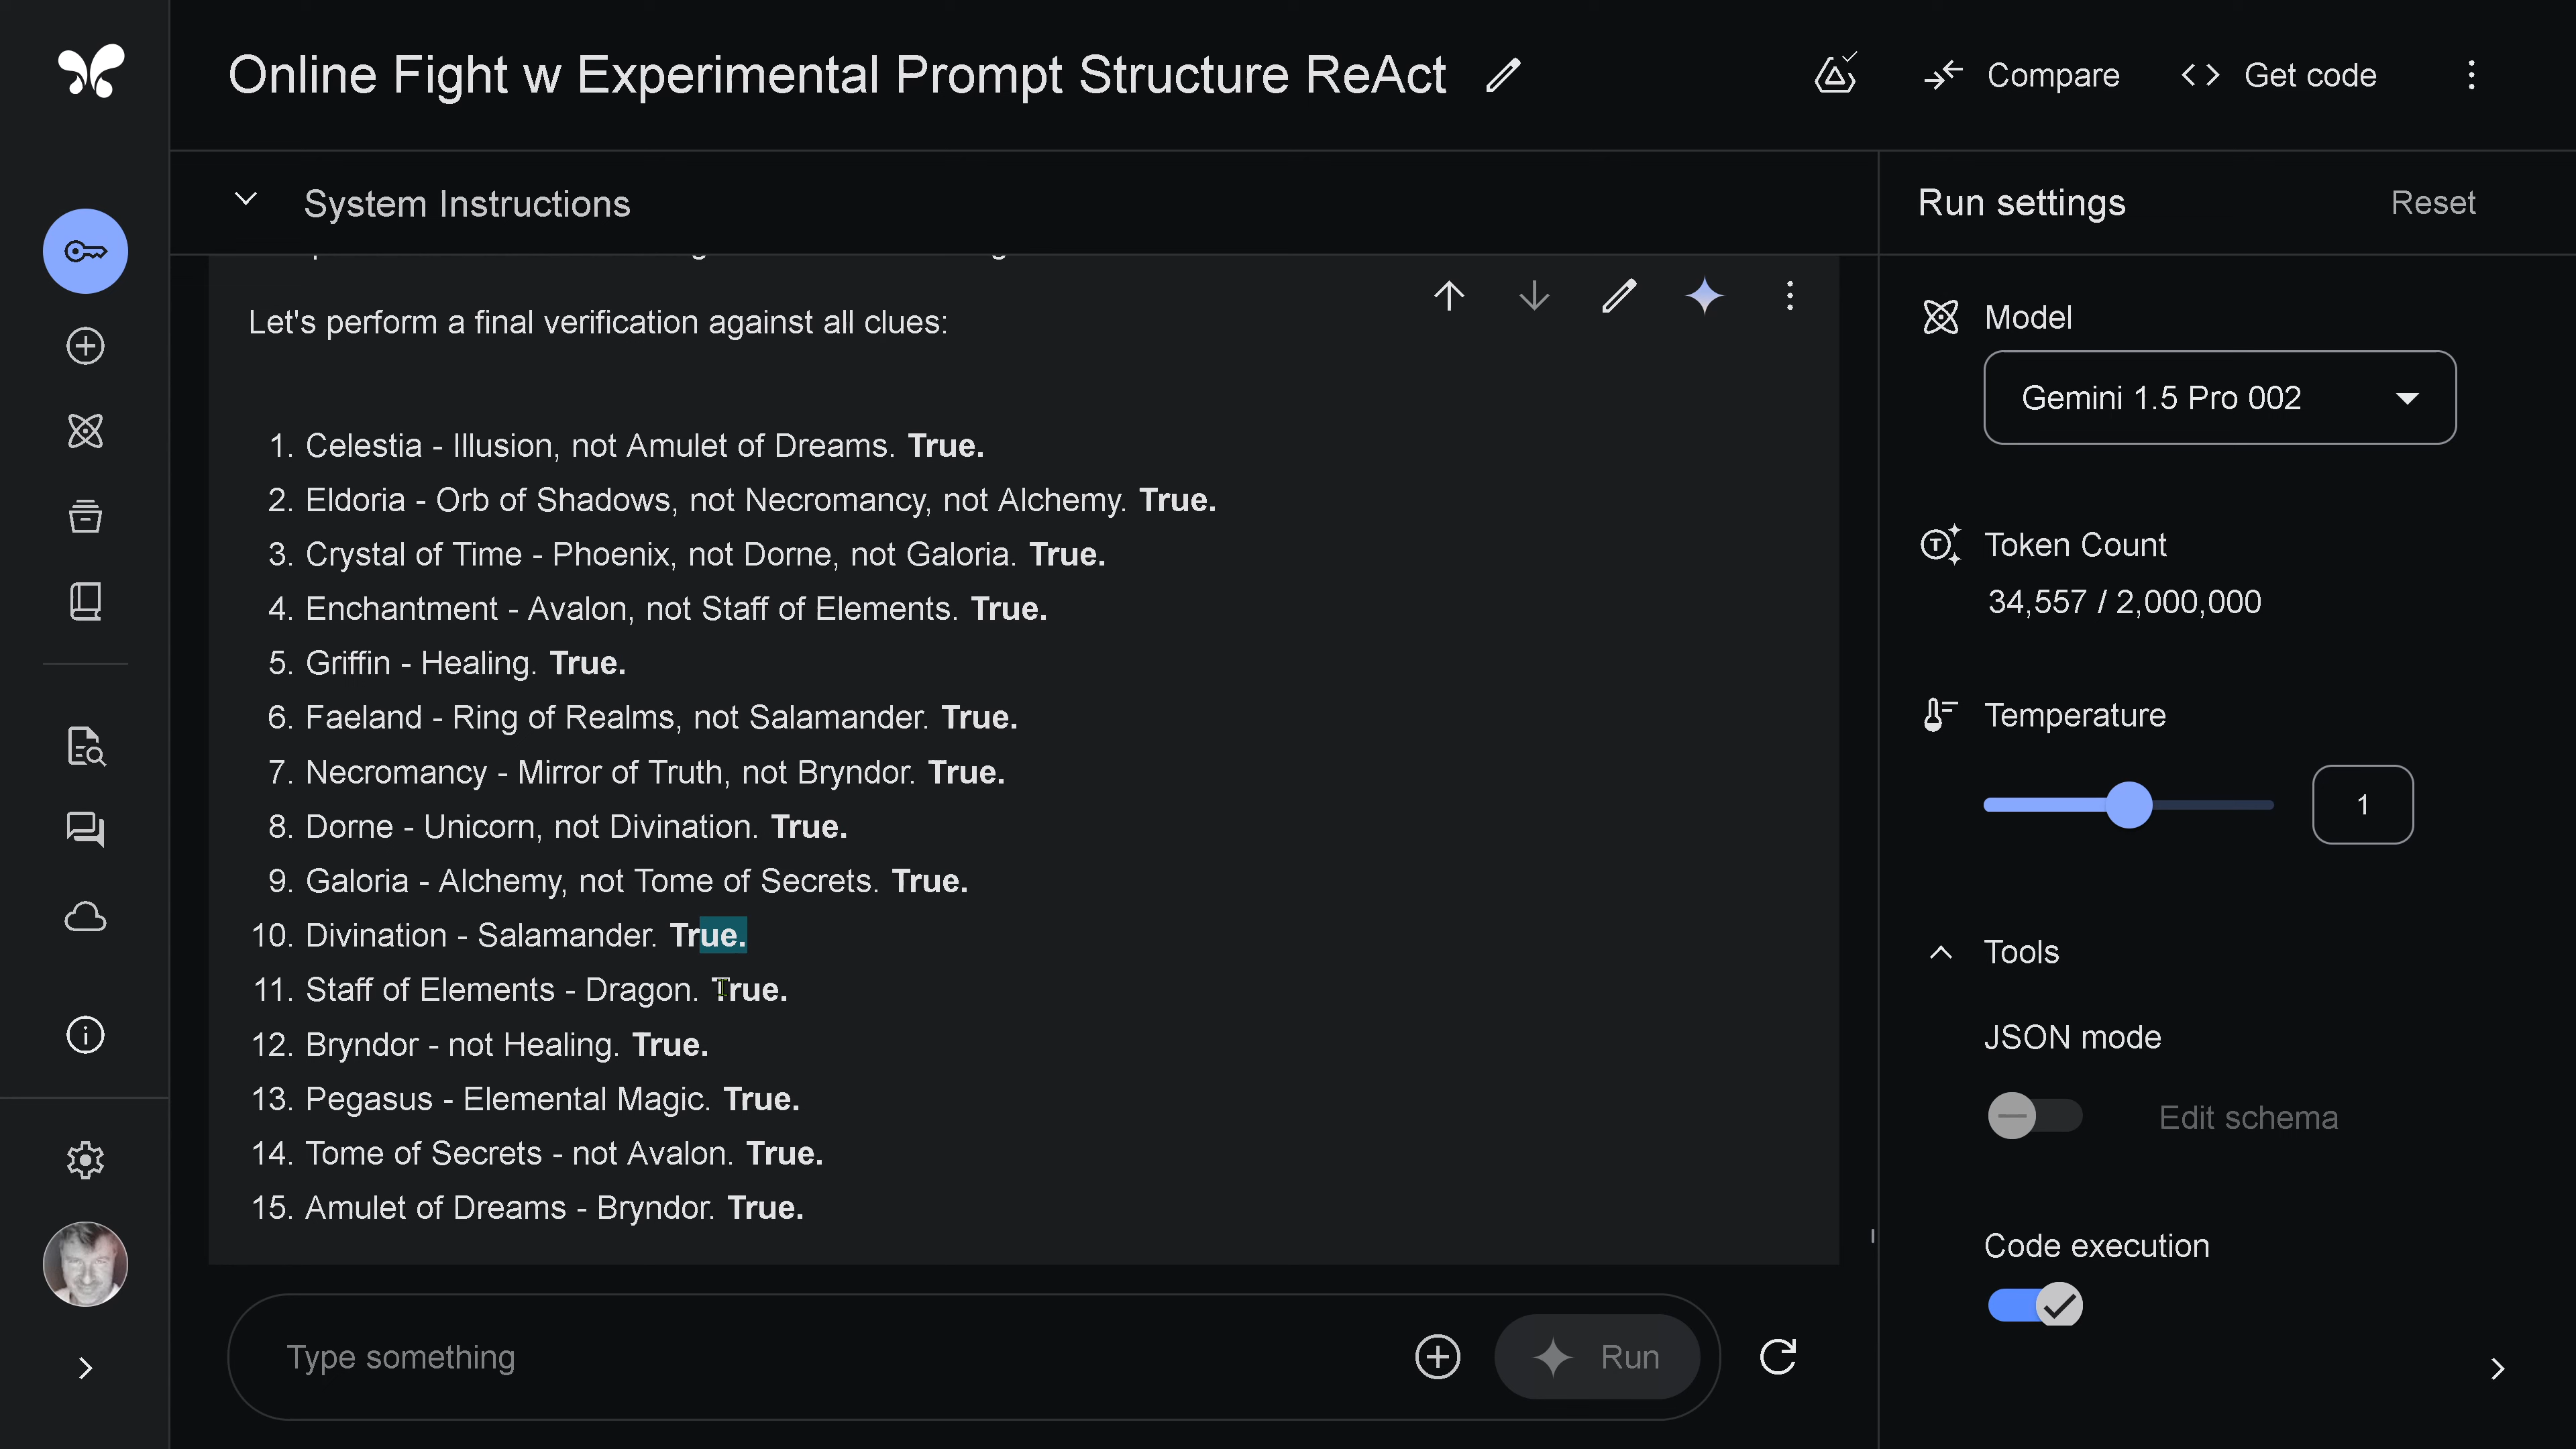 Online Fight w Experimental Prompt Structure ReAct
Compare
Get code
System Instructions
Let's perform a final verification against all clues:
1. Celestia - Illusion, not Amulet of Dreams. True.
2. Eldoria - Orb of Shadows, not Necromancy, not Alchemy. True.
3. Crystal of Time - Phoenix, not Dorne, not Galoria. True.
4. Enchantment - Avalon, not Staff of Elements. True.
5. Griffin - Healing. True.
6. Faeland - Ring of Realms, not Salamander. True.
7. Necromancy - Mirror of Truth, not Bryndor. True.
8. Dorne - Unicorn, not Divination. True.
9. Galoria - Alchemy, not Tome of Secrets. True.
10. Divination - Salamander. True.
11. Staff of Elements - Dragon. True.
12. Bryndor - not Healing. True.
13. Pegasus - Elemental Magic. True.
14. Tome of Secrets - not Avalon. True.
15. Amulet of Dreams - Bryndor. True.
Type something
Run
Run settings
Reset
Model
Gemini 1.5 Pro 002
Token Count
34,557 / 2,000,000
Temperature
1
Tools
JSON mode
Edit schema
Code execution